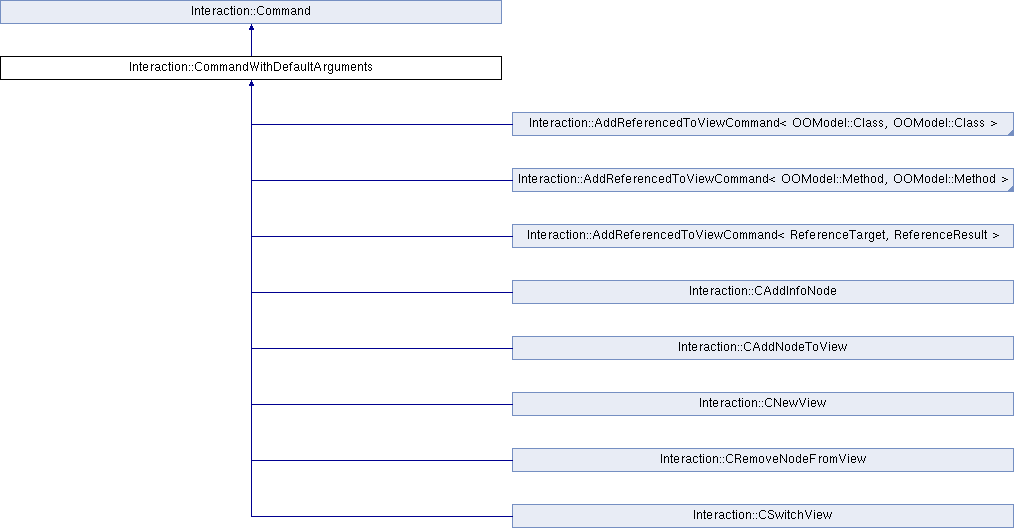 Interaction::Command
Interaction::CommandWithDefaultArguments
Interaction::AddReferencedToViewCommand< OOModel::Class, OOModel::Class >
Interaction::AddReferencedToViewCommand< OOModel::Method, OOModel::Method >
Interaction::AddReferencedToViewCommand< ReferenceTarget, ReferenceResult >
Interaction::CAddInfoNode
Interaction::CAddNodeToView
Interaction::CNewView
Interaction::CRemoveNodeFromView
Interaction::CSwitchView